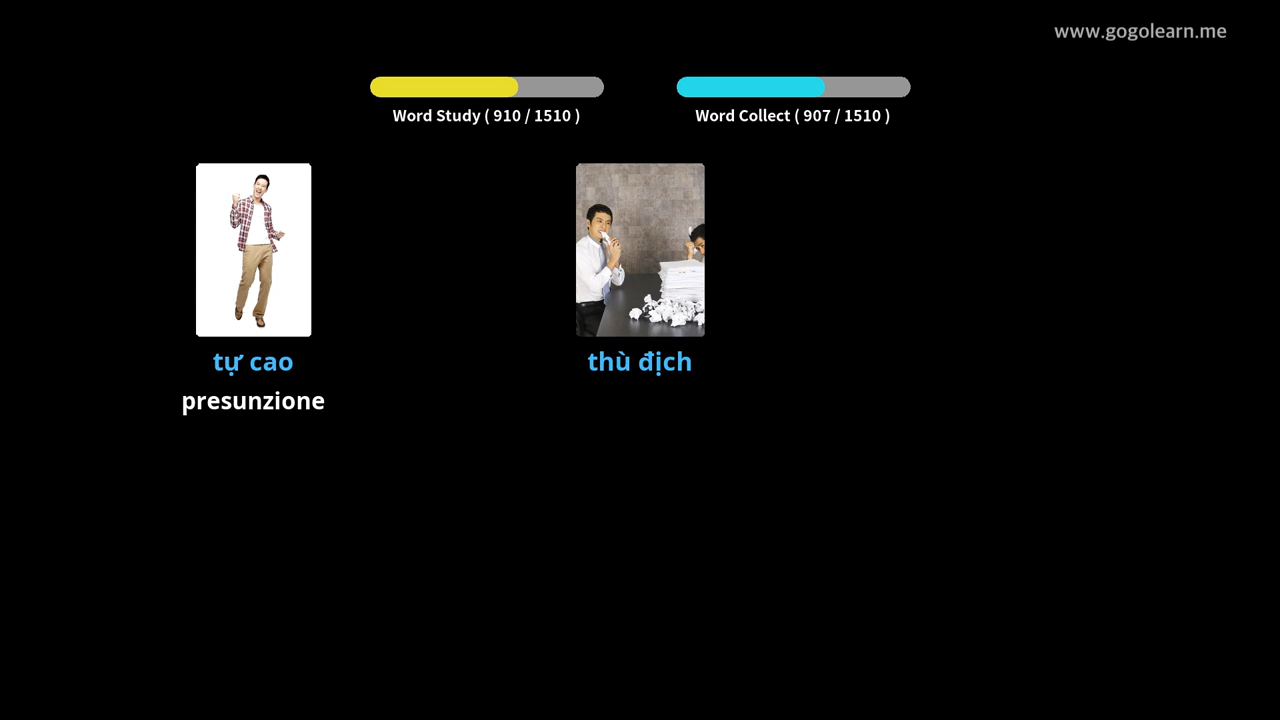 www.gogolearn.me
Word Study ( 910 / 1510 )
Word Collect ( 907 / 1510 )
tự cao
thù địch
presunzione